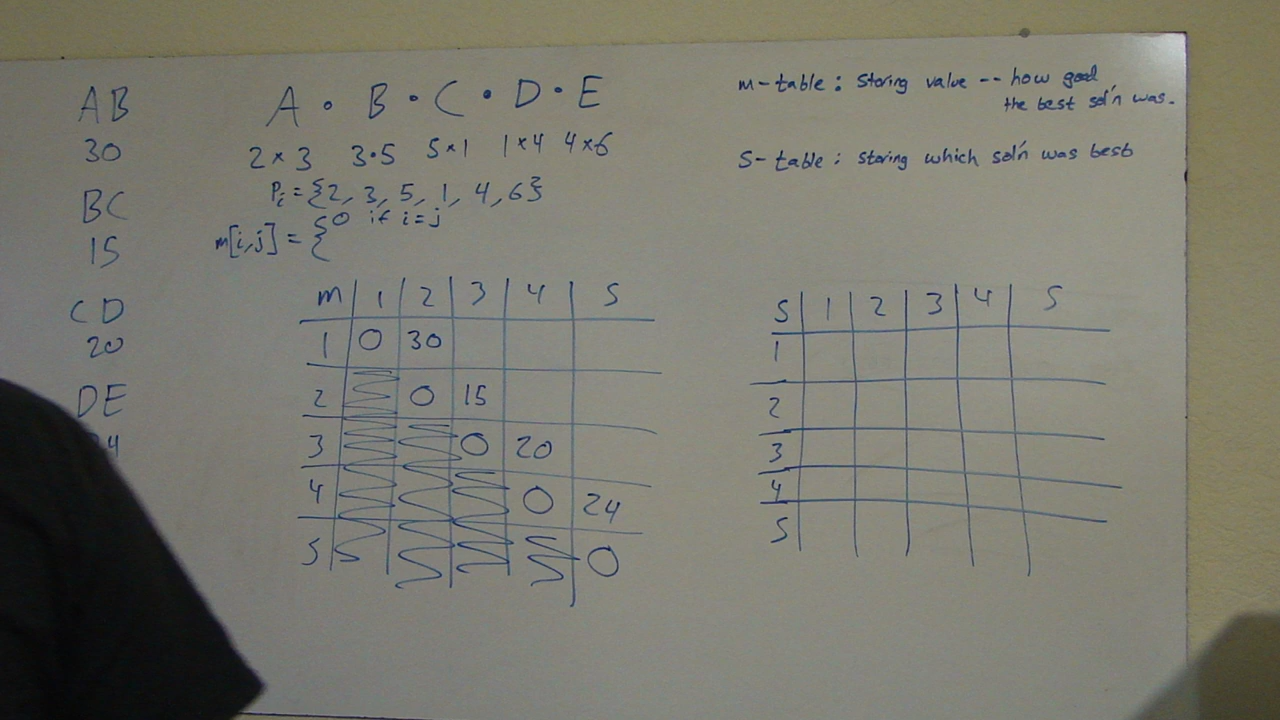 AB
30
BC
15
CD
20
DE
A • B • C • D • E
2 × 3   3•5   5×1   1×4   4×6
Pi = {2, 3, 5, 1, 4, 6}
m[i,j] = { 0 if i=j
m 1 2 3 4 5
1 0 30
2 0 15
3 0 20
4 0 24
5 0
m-table: Storing value -- how good
the best sol'n was.
S-table: storing which sol'n was best
S 1 2 3 4 5
1
2
3
4
5